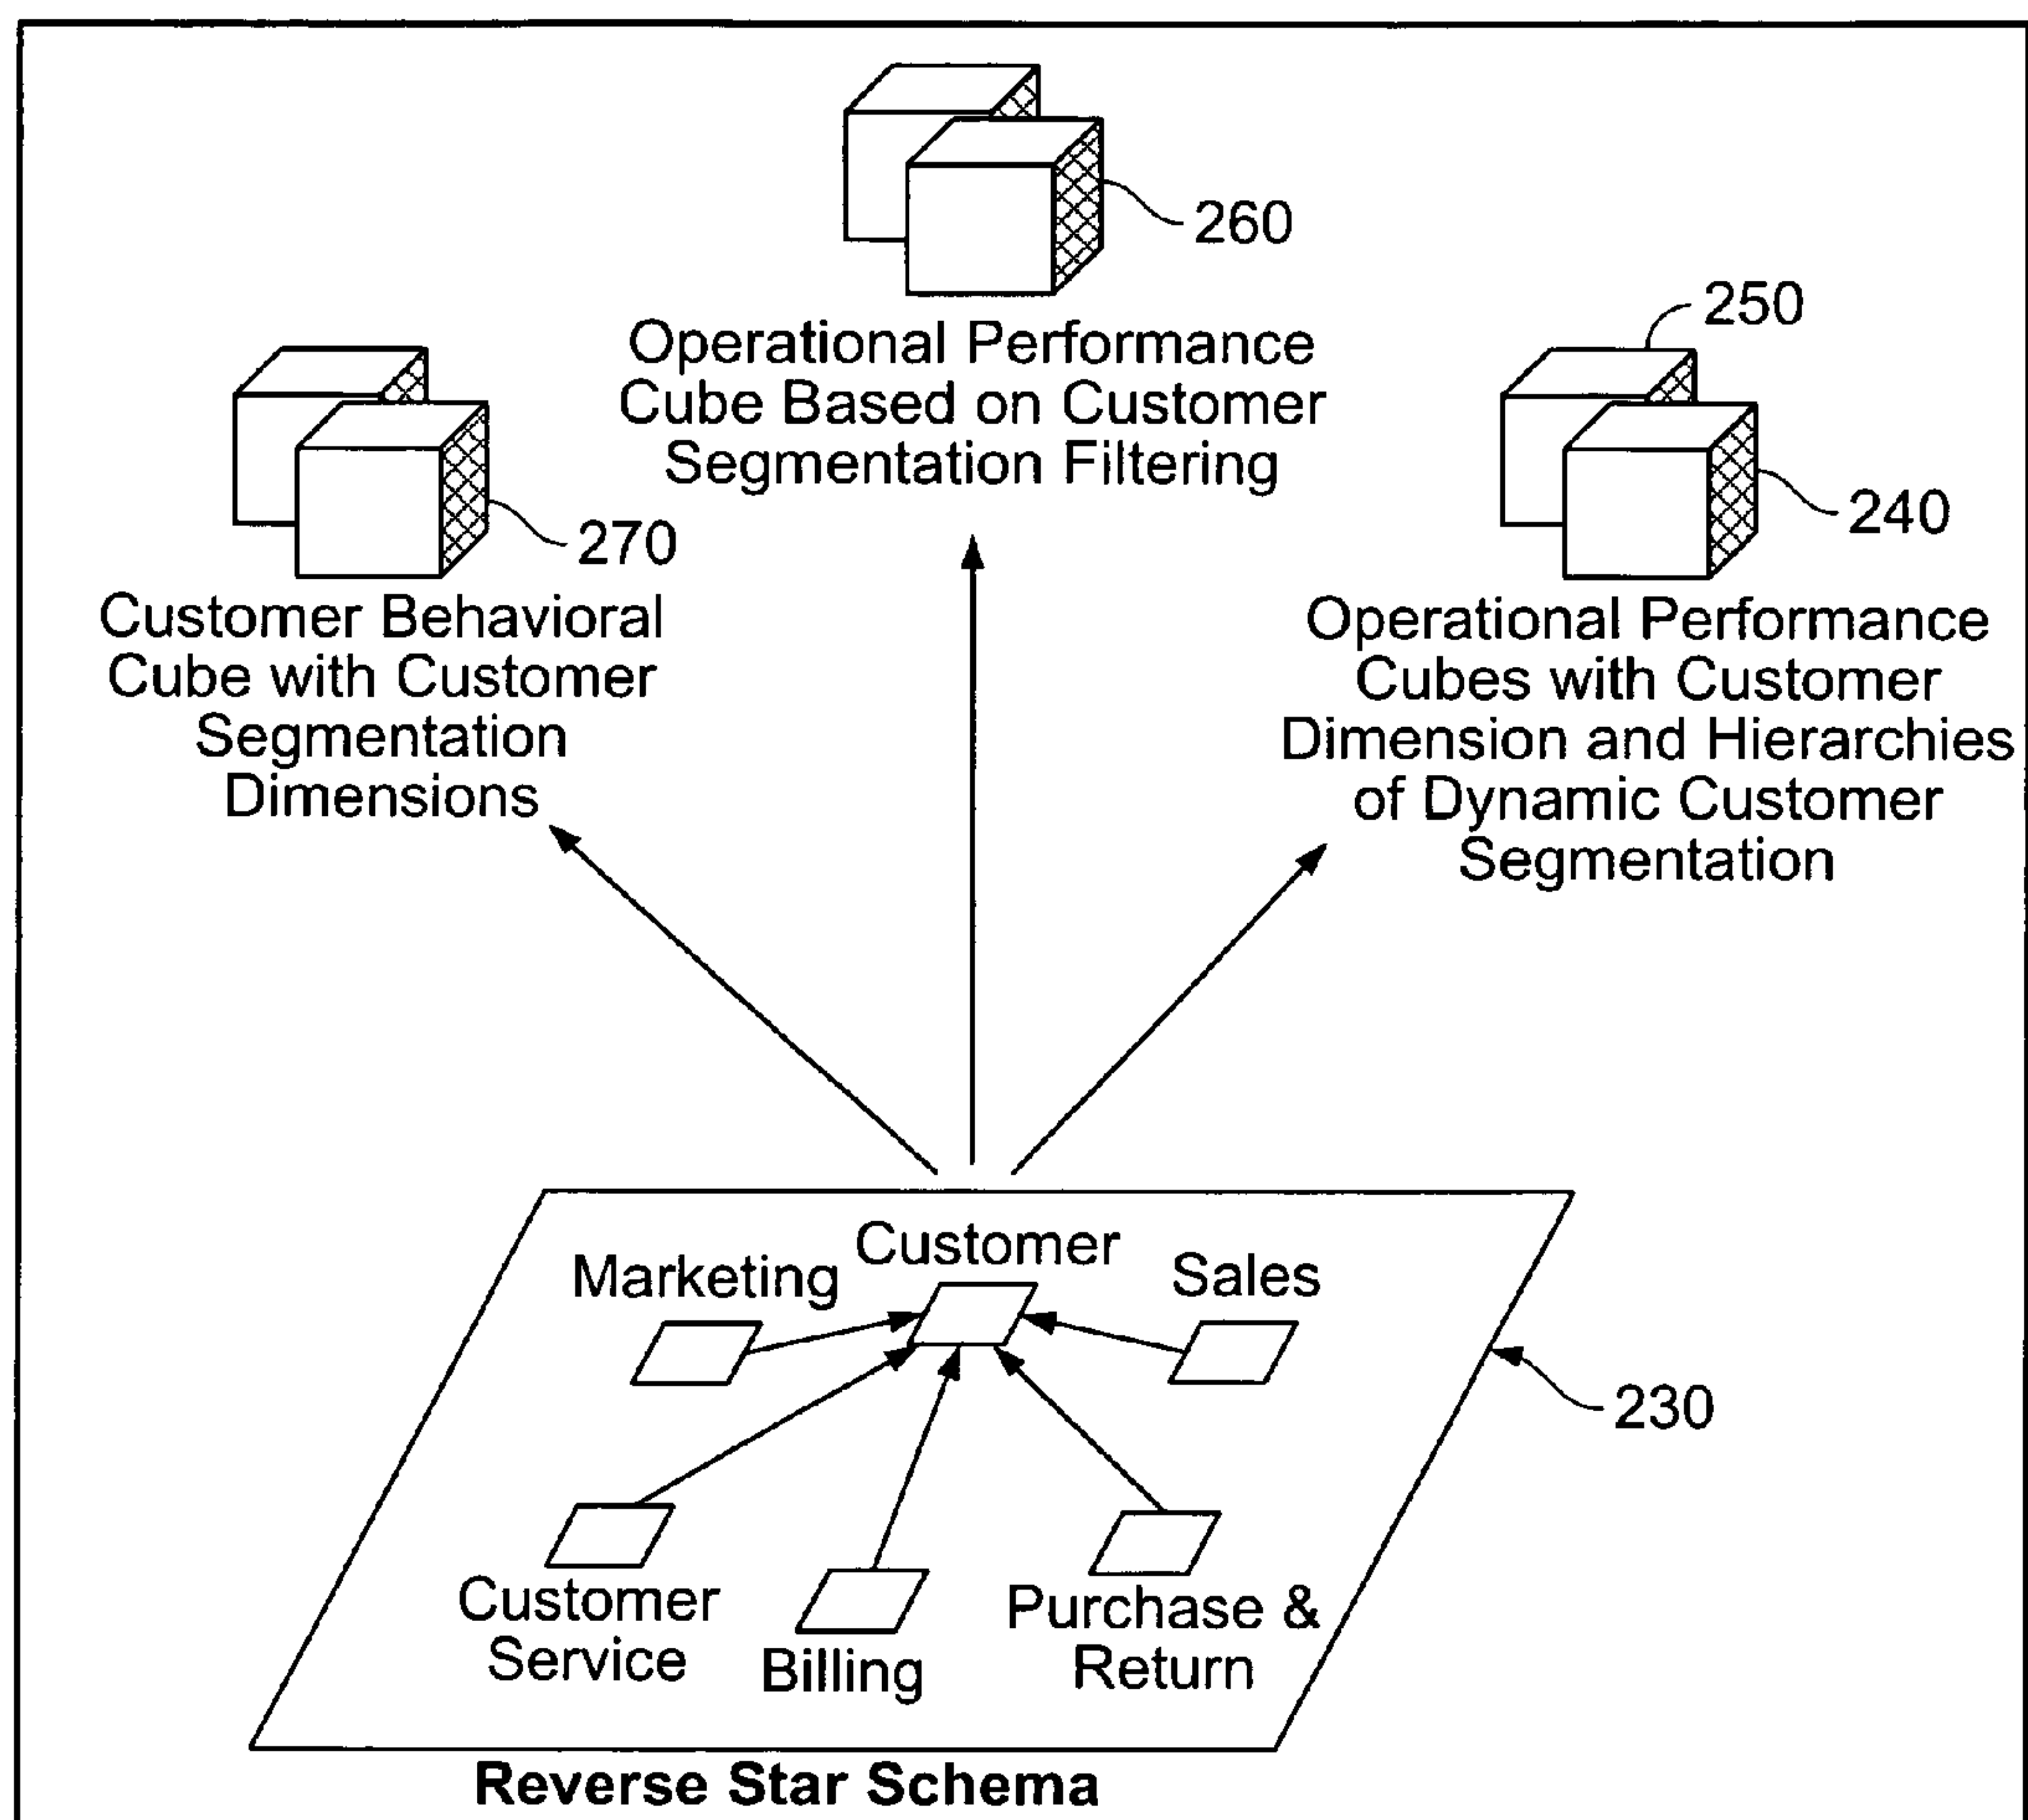 260
Operational Performance
Cube Based on Customer
Segmentation Filtering
250
240
270
Customer Behavioral
Cube with Customer
Segmentation
Dimensions
Operational Performance
Cubes with Customer
Dimension and Hierarchies
of Dynamic Customer
Segmentation
Customer
Marketing
Sales
230
Customer
Service
Billing
Purchase &
Return
Reverse Star Schema